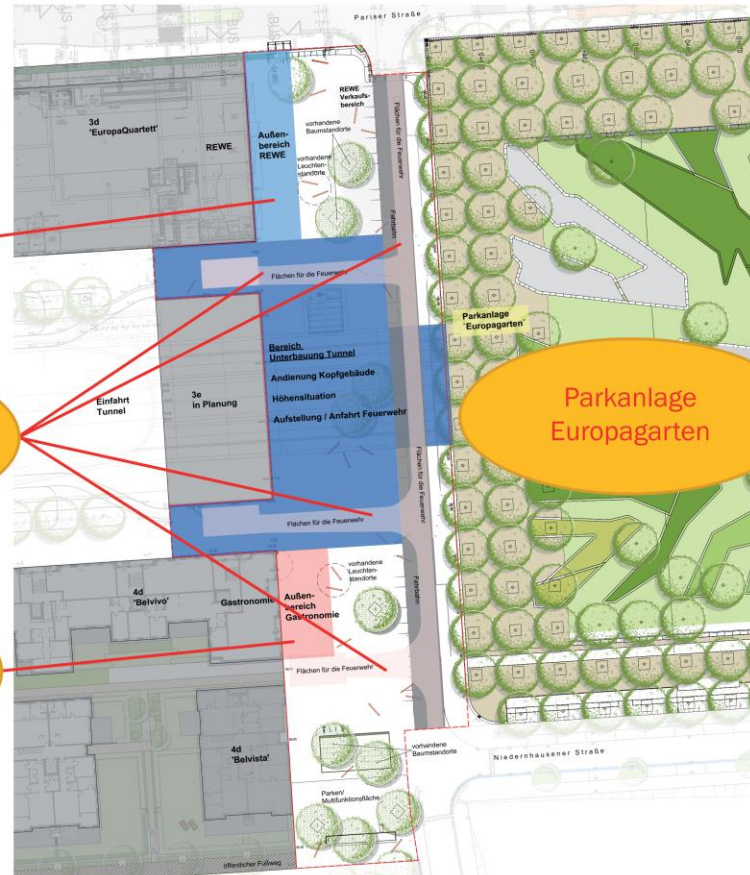 Pariser Straße
BUS
BUS
3d
'EuropaQuartett'
REWE
Außen-
bereich
REWE
REWE
Verkaufs-
bereich
vorhandene
Baumstandorte
vorhandene
Leuchten-
standorte
Flächen für die Feuerwehr
Fahrbahn
Flächen für die Feuerwehr
Parkanlage
'Europagarten'
Bereich
Unterbauung Tunnel
Andienung Kopfgebäude
Höhensituation
Aufstellung / Anfahrt Feuerwehr
Einfahrt
Tunnel
3e
in Planung
Parkanlage
Europagarten
Flächen für die Feuerwehr
Flächen für die Feuerwehr
Fahrbahn
4d
'Belvivo'
Gastronomie
Außen-
bereich
Gastronomie
vorhandene
Leuchten-
standorte
Flächen für die Feuerwehr
4d
'Belvista'
vorhandene
Baumstandorte
Niedernhausener Straße
Parken/
Multifunktionsfläche
öffentlicher Fußweg